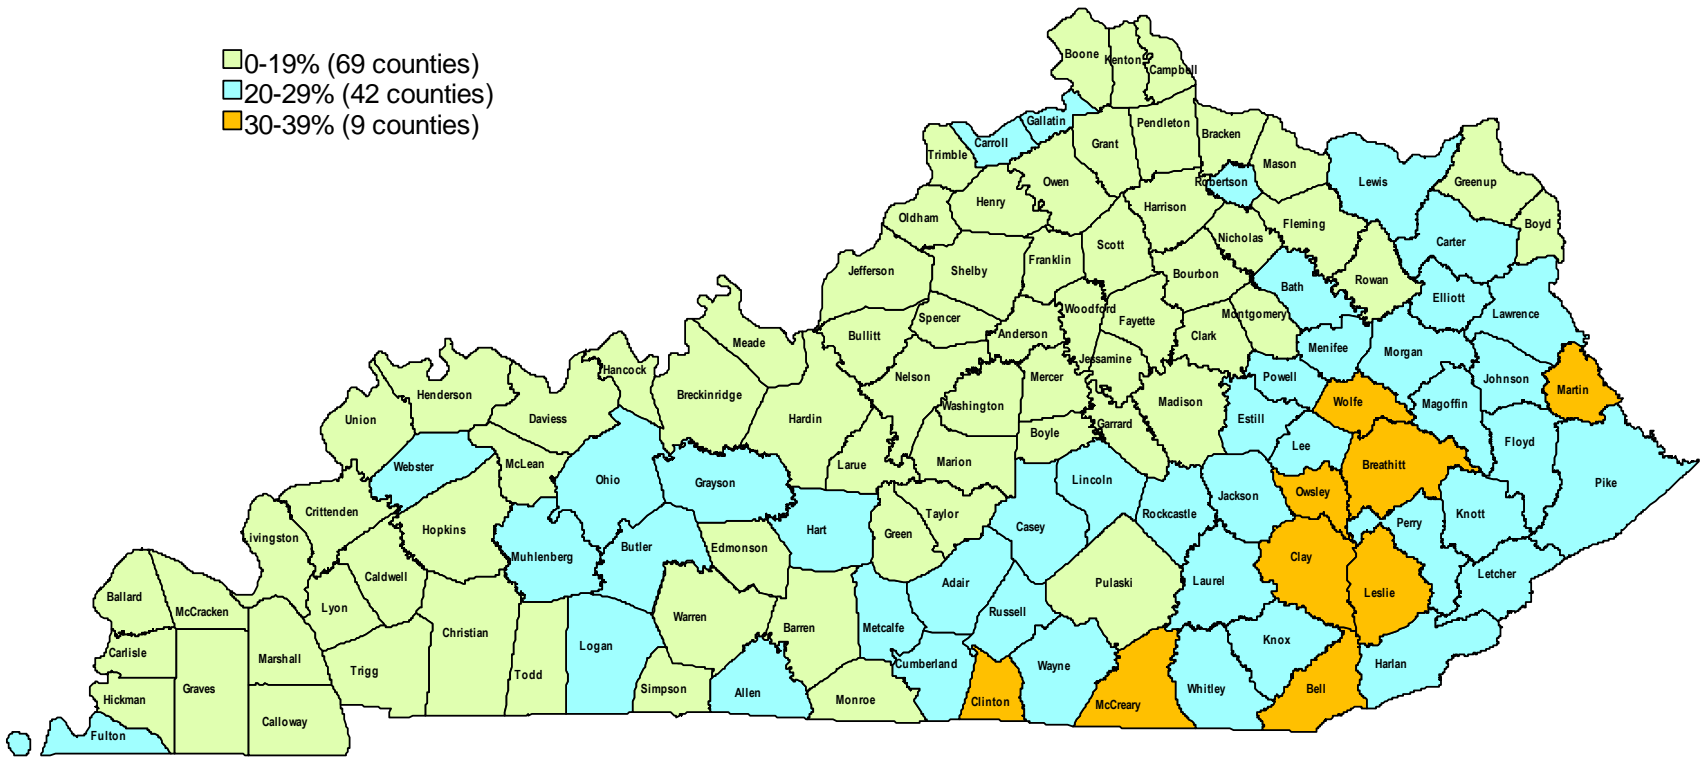 0-19% (69 counties)
20-29% (42 counties)
30-39% (9 counties)
Boone
Kenton
Campbell
Gallatin
Carroll
Trimble
Grant
Pendleton
Bracken
Mason
Robertson
Lewis
Greenup
Boyd
Owen
Henry
Oldham
Harrison
Fleming
Nicholas
Carter
Scott
Franklin
Shelby
Jefferson
Bourbon
Bath
Rowan
Elliott
Lawrence
Spencer
Bullitt
Anderson
Woodford
Fayette
Clark
Montgomery
Menifee
Morgan
Meade
Hancock
Breckinridge
Nelson
Mercer
Jessamine
Powell
Johnson
Martin
Henderson
Union
Daviess
Hardin
Washington
Boyle
Garrard
Madison
Estill
Wolfe
Magoffin
Webster
McLean
Ohio
Grayson
Larue
Marion
Lincoln
Lee
Breathitt
Floyd
Pike
Crittenden
Hopkins
Hart
Green
Taylor
Casey
Rockcastle
Jackson
Owsley
Perry
Knott
ivingston
Caldwell
Muhlenberg
Butler
Edmonson
Adair
Pulaski
Laurel
Clay
Leslie
Letcher
Ballard
McCracken
Lyon
Christian
Warren
Barren
Metcalfe
Russell
Knox
Carlisle
Marshall
Trigg
Todd
Logan
Simpson
Allen
Monroe
Cumberland
Clinton
Wayne
McCreary
Whitley
Bell
Harlan
Hickman
Graves
Calloway
Fulton